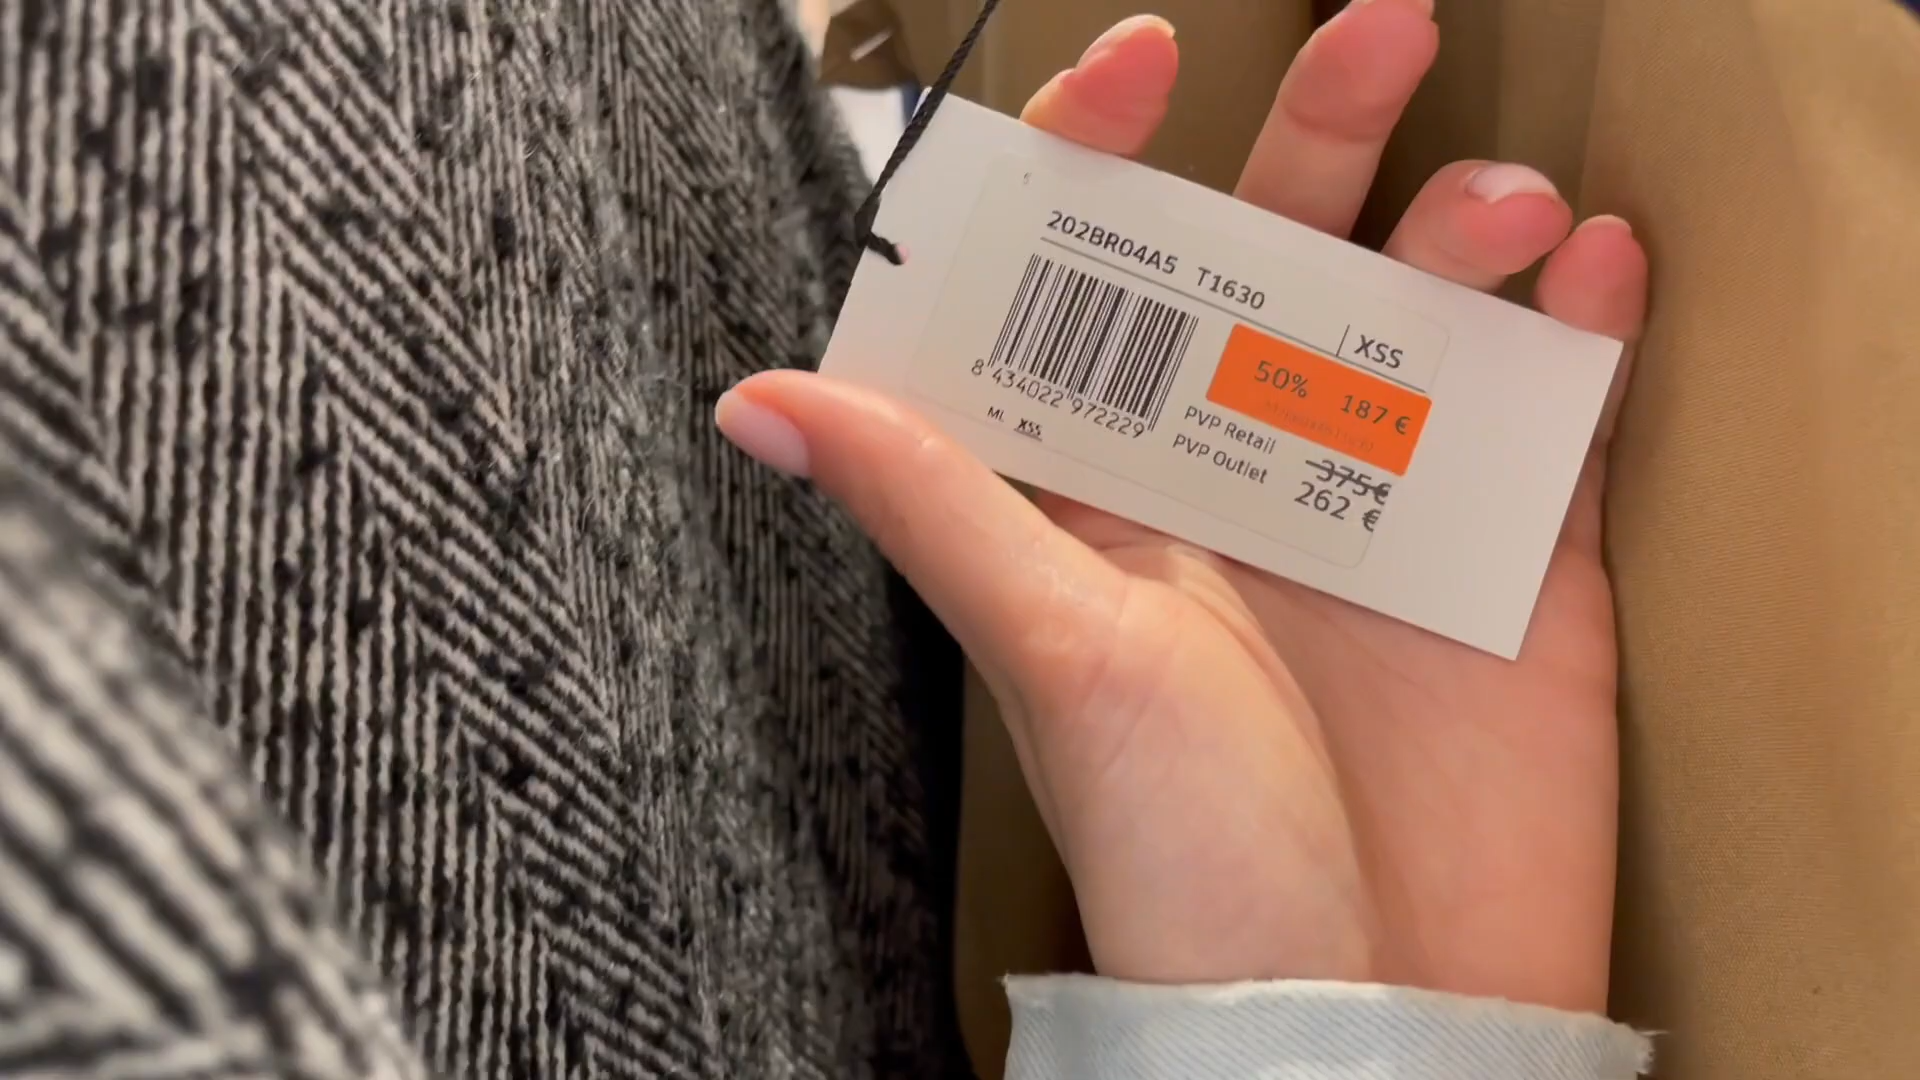 202BR04A5 T1630
XSS
50% 187 €
8 434022 972229
ML XSS
PVP Retail 375€
PVP Outlet 262 €